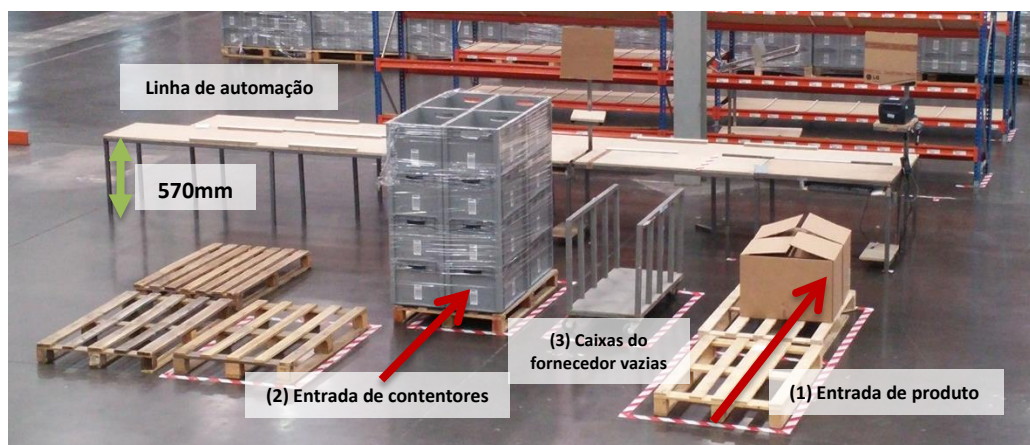 Linha de automação
570mm
(3) Caixas do
fornecedor vazias
(2) Entrada de contentores
(1) Entrada de produto